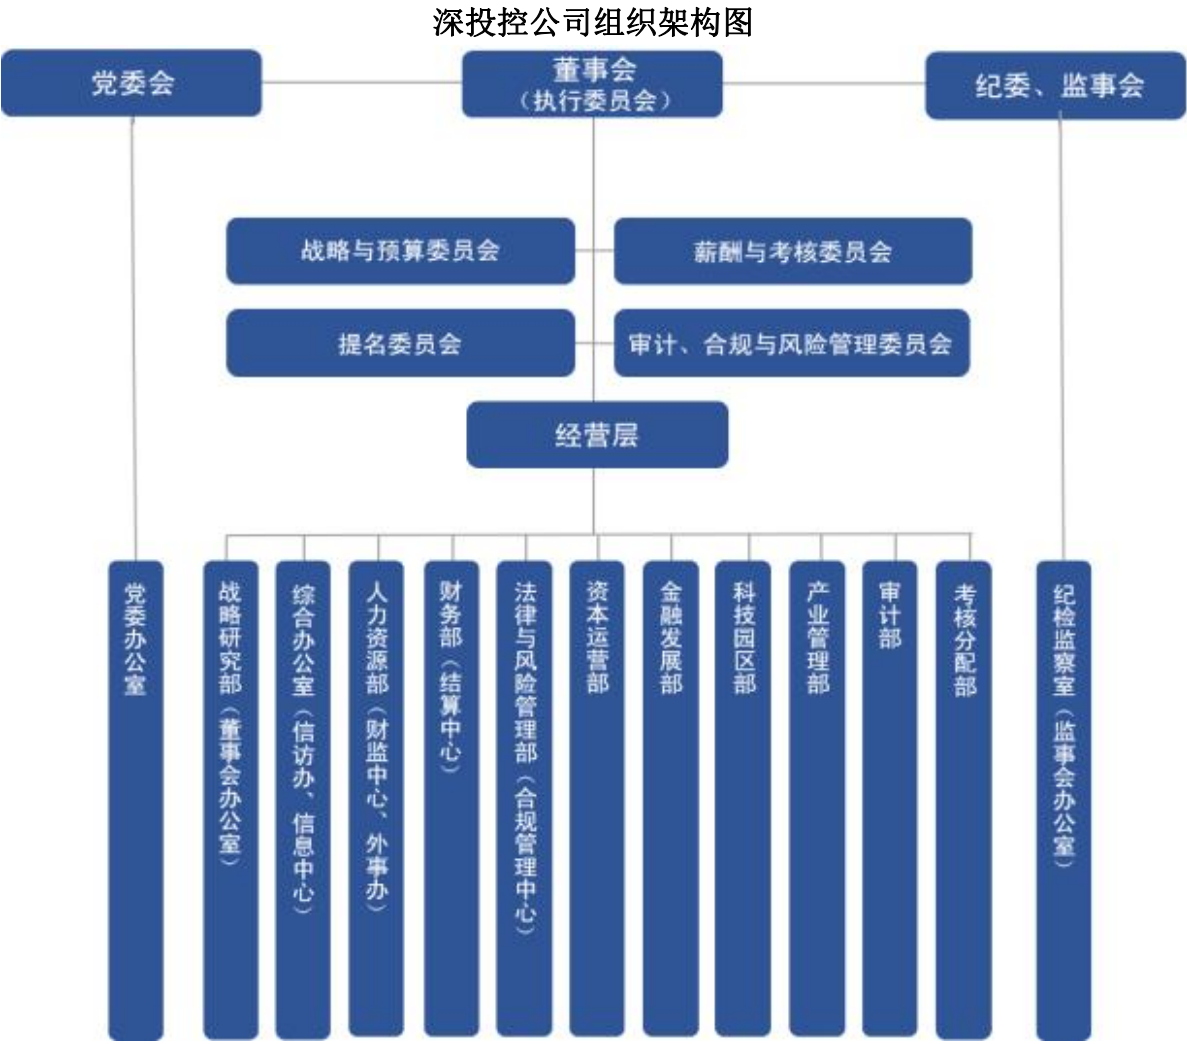 深投控公司组织架构图
党委会
董事会
（执行委员会）
纪委、监事会
战略与预算委员会
薪酬与考核委员会
提名委员会
审计、合规与风险管理委员会
经营层
党委办公室
战略研究部（董事会办公室）
综合办公室（信访办、信息中心）
人力资源部（财监中心、外事办）
财务部（结算中心）
法律与风险管理部（合规管理中心）
资本运营部
金融发展部
科技园区部
产业管理部
审计部
考核分配部
纪检监察室（监事会办公室）